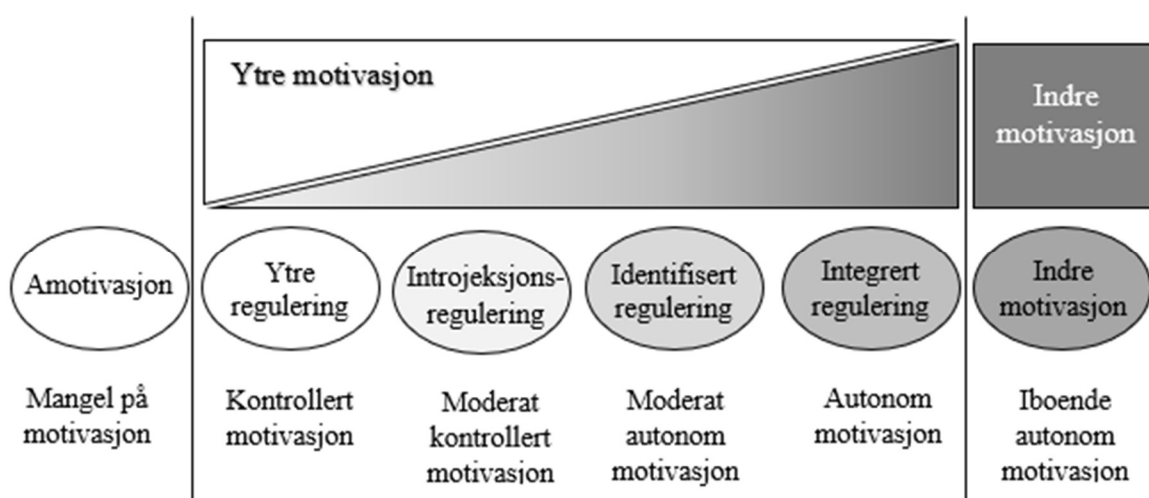 Ytre motivasjon
Indre
motivasjon
Amotivasjon
Ytre
regulering
Introjeksjons-
regulering
Identifisert
regulering
Integrert
regulering
Indre
motivasjon
Mangel på
motivasjon
Kontrollert
motivasjon
Moderat
kontrollert
motivasjon
Moderat
autonom
motivasjon
Autonom
motivasjon
Iboende
autonom
motivasjon